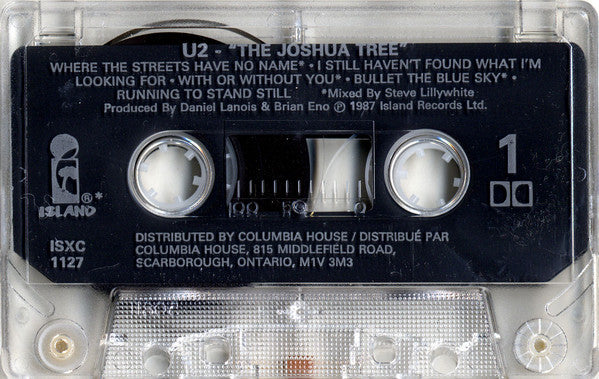 U2 - "THE JOSHUA TREE"
WHERE THE STREETS HAVE NO NAME* • I STILL HAVEN'T FOUND WHAT I'M
LOOKING FOR • WITH OR WITHOUT YOU* • BULLET THE BLUE SKY* •
RUNNING TO STAND STILL *Mixed By Steve Lillywhite
Produced By Daniel Lanois & Brian Eno ℗ 1987 Island Records Ltd.
1
®*
ISLAND
100 50 0
ISXC
1127
DISTRIBUTED BY COLUMBIA HOUSE / DISTRIBUÉ PAR
COLUMBIA HOUSE, 815 MIDDLEFIELD ROAD,
SCARBOROUGH, ONTARIO, M1V 3M3